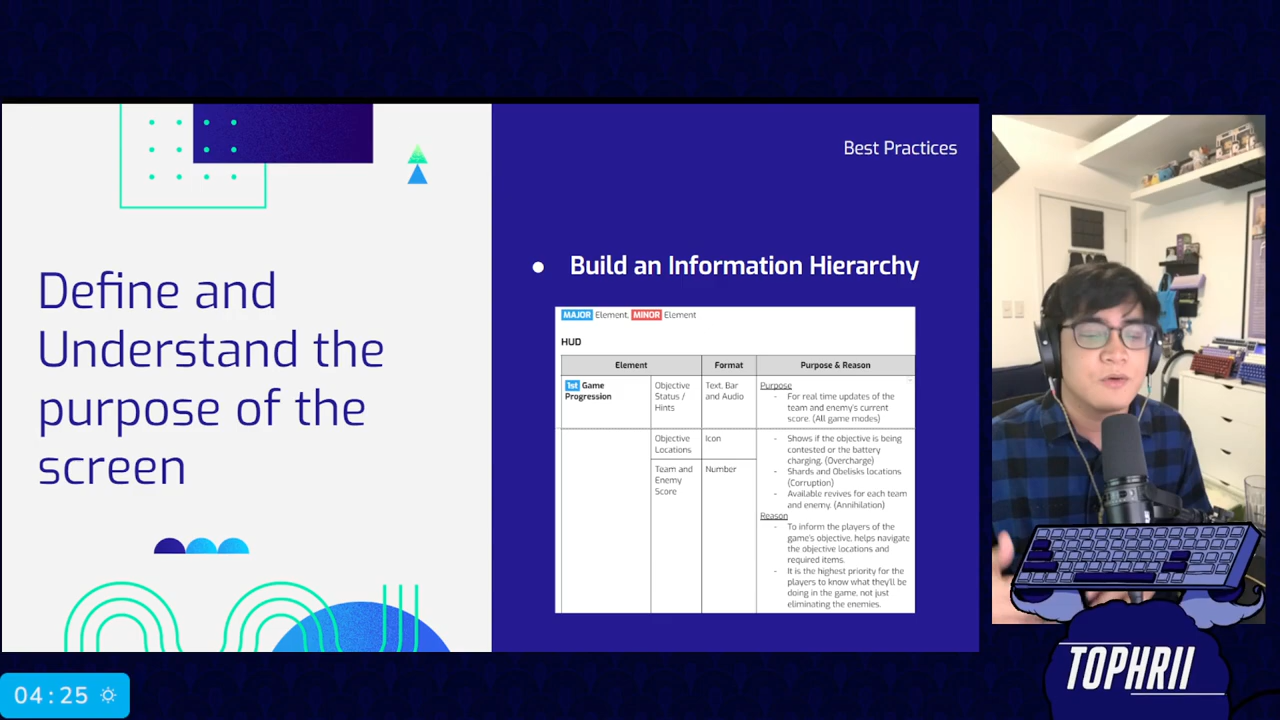 Best Practices
Define and
Understand the
purpose of the
screen
● Build an Information Hierarchy
MAJOR Element, MINOR Element
HUD
Element
Format
Purpose & Reason
1st Game
Progression
Objective
Status /
Hints
Text, Bar
and Audio
Purpose
- For real time updates of the
team and enemy's current
score. (All game modes)
Objective
Locations
Icon
- Shows if the objective is being
contested or the battery
charging. (Overcharge)
- Shards and Obelisks locations
(Corruption)
- Available revives for each team
and enemy. (Annihilation)
Team and
Enemy
Score
Number
Reason
- To inform the players of the
game's objective, helps navigate
the objective locations and
required items.
- It is the highest priority for the
players to know what they'll be
doing in the game, not just
eliminating the enemies.
04:25
TOPHRII